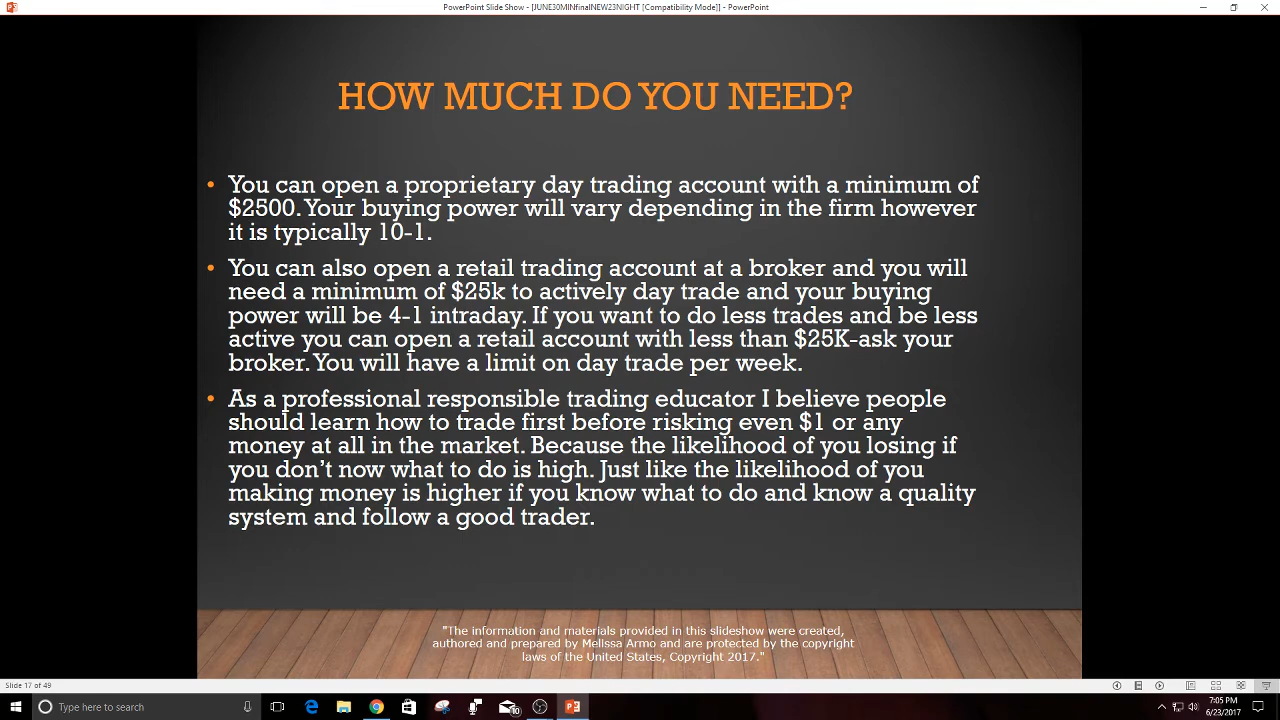 PowerPoint Slide Show - [JUNE30MINfinalNEW23NIGHT [Compatibility Mode]] - PowerPoint
HOW MUCH DO YOU NEED?
• You can open a proprietary day trading account with a minimum of
$2500. Your buying power will vary depending in the firm however
it is typically 10-1.
• You can also open a retail trading account at a broker and you will
need a minimum of $25k to actively day trade and your buying
power will be 4-1 intraday. If you want to do less trades and be less
active you can open a retail account with less than $25K-ask your
broker. You will have a limit on day trade per week.
• As a professional responsible trading educator I believe people
should learn how to trade first before risking even $1 or any
money at all in the market. Because the likelihood of you losing if
you don't now what to do is high. Just like the likelihood of you
making money is higher if you know what to do and know a quality
system and follow a good trader.
"The information and materials provided in this slideshow were created,
authored and prepared by Melissa Armo and are protected by the copyright
laws of the United States, Copyright 2017."
Slide 17 of 49
Type here to search
10
7:05 PM
6/23/2017